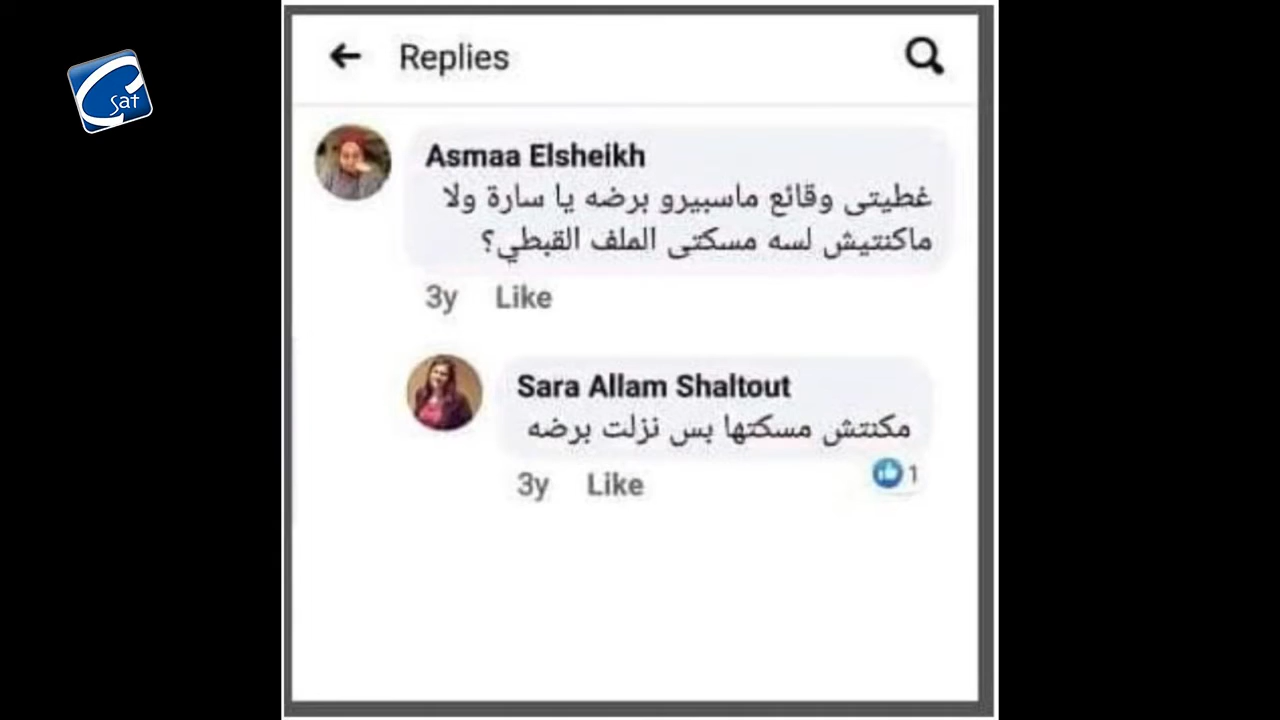 C
Sat
Replies
Asmaa Elsheikh
غطيتى وقائع ماسبيرو برضه يا سارة ولا
ماكنتيش لسه مسكتى الملف القبطي؟
3y Like
Sara Allam Shaltout
مكنتش مسكتها بس نزلت برضه
3y Like 1